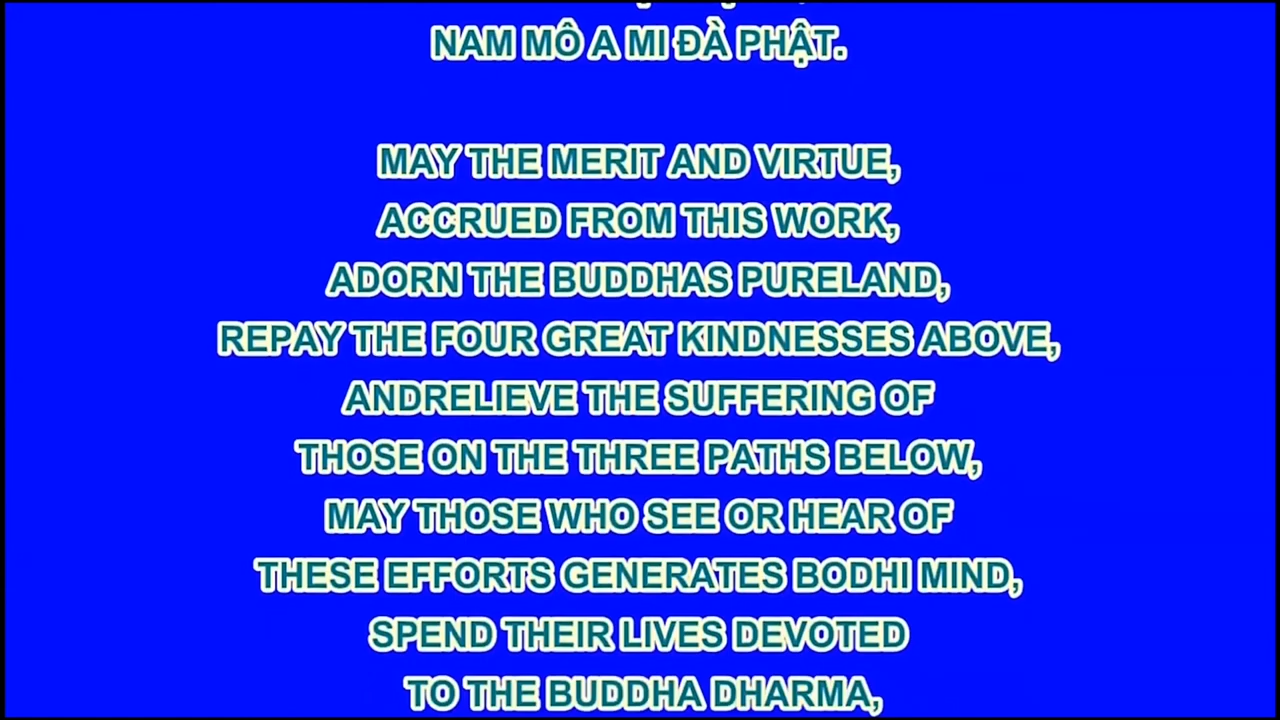 NAM MÔ A MI ĐÀ PHẬT.
MAY THE MERIT AND VIRTUE,
ACCRUED FROM THIS WORK,
ADORN THE BUDDHAS PURELAND,
REPAY THE FOUR GREAT KINDNESSES ABOVE,
ANDRELIEVE THE SUFFERING OF
THOSE ON THE THREE PATHS BELOW,
MAY THOSE WHO SEE OR HEAR OF
THESE EFFORTS GENERATES BODHI MIND,
SPEND THEIR LIVES DEVOTED
TO THE BUDDHA DHARMA,